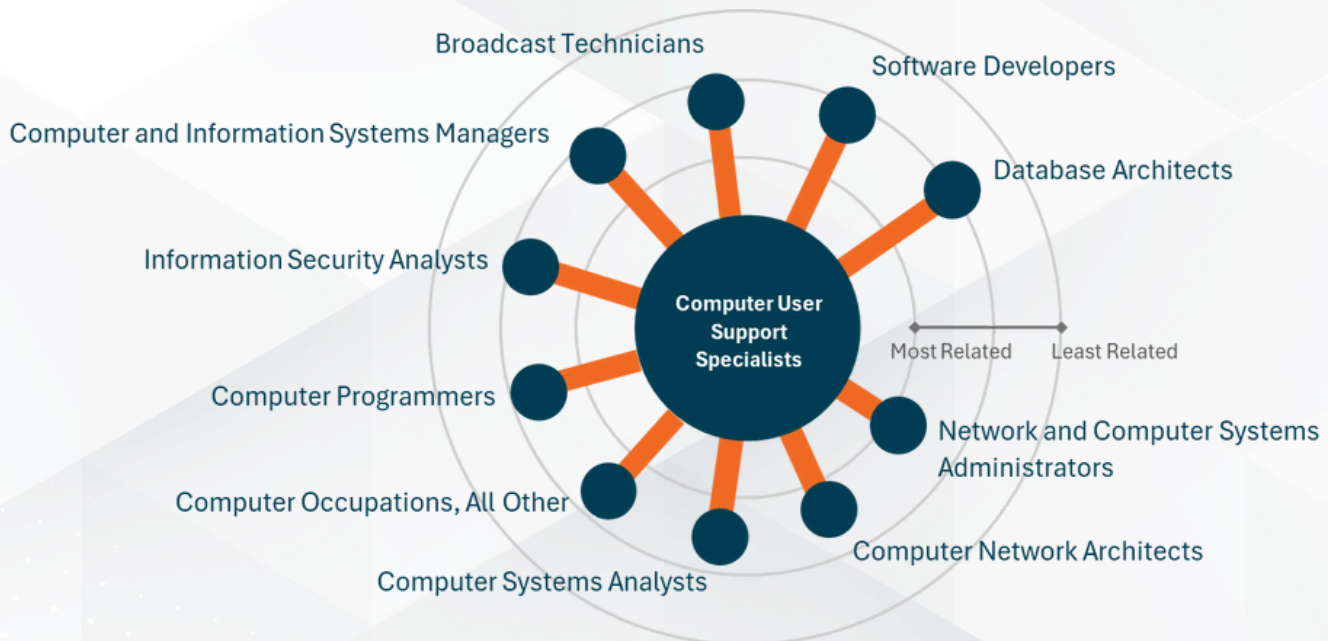 Broadcast Technicians
Software Developers
Computer and Information Systems Managers
Database Architects
Information Security Analysts
Computer User
Support
Specialists
Most Related
Least Related
Computer Programmers
Network and Computer Systems
Administrators
Computer Occupations, All Other
Computer Network Architects
Computer Systems Analysts